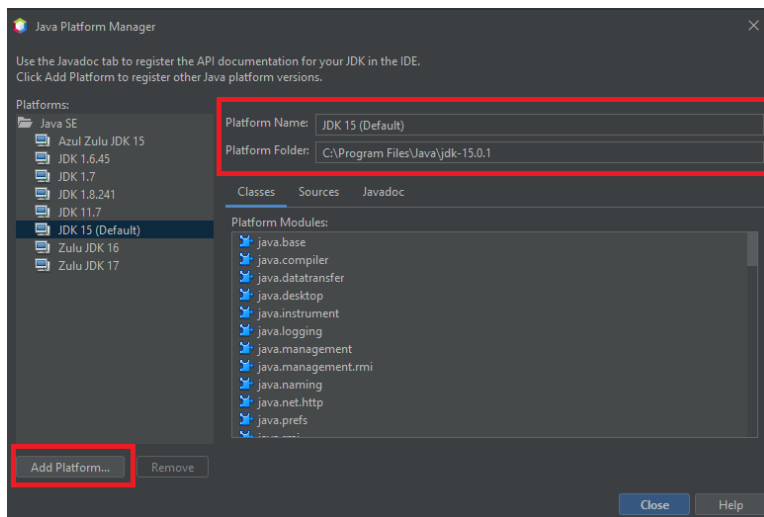 Java Platform Manager
Use the Javadoc tab to register the API documentation for your JDK in the IDE.
Click Add Platform to register other Java platform versions.
Platforms:
Java SE
Azul Zulu JDK 15
JDK 1.6.45
JDK 1.7
JDK 1.8.241
JDK 11.7
JDK 15 (Default)
Zulu JDK 16
Zulu JDK 17
Platform Name: JDK 15 (Default)
Platform Folder: C:\Program Files\Java\jdk-15.0.1
Classes Sources Javadoc
Platform Modules:
java.base
java.compiler
java.datatransfer
java.desktop
java.instrument
java.logging
java.management
java.management.rmi
java.naming
java.net.http
java.prefs
Add Platform... Remove
Close Help